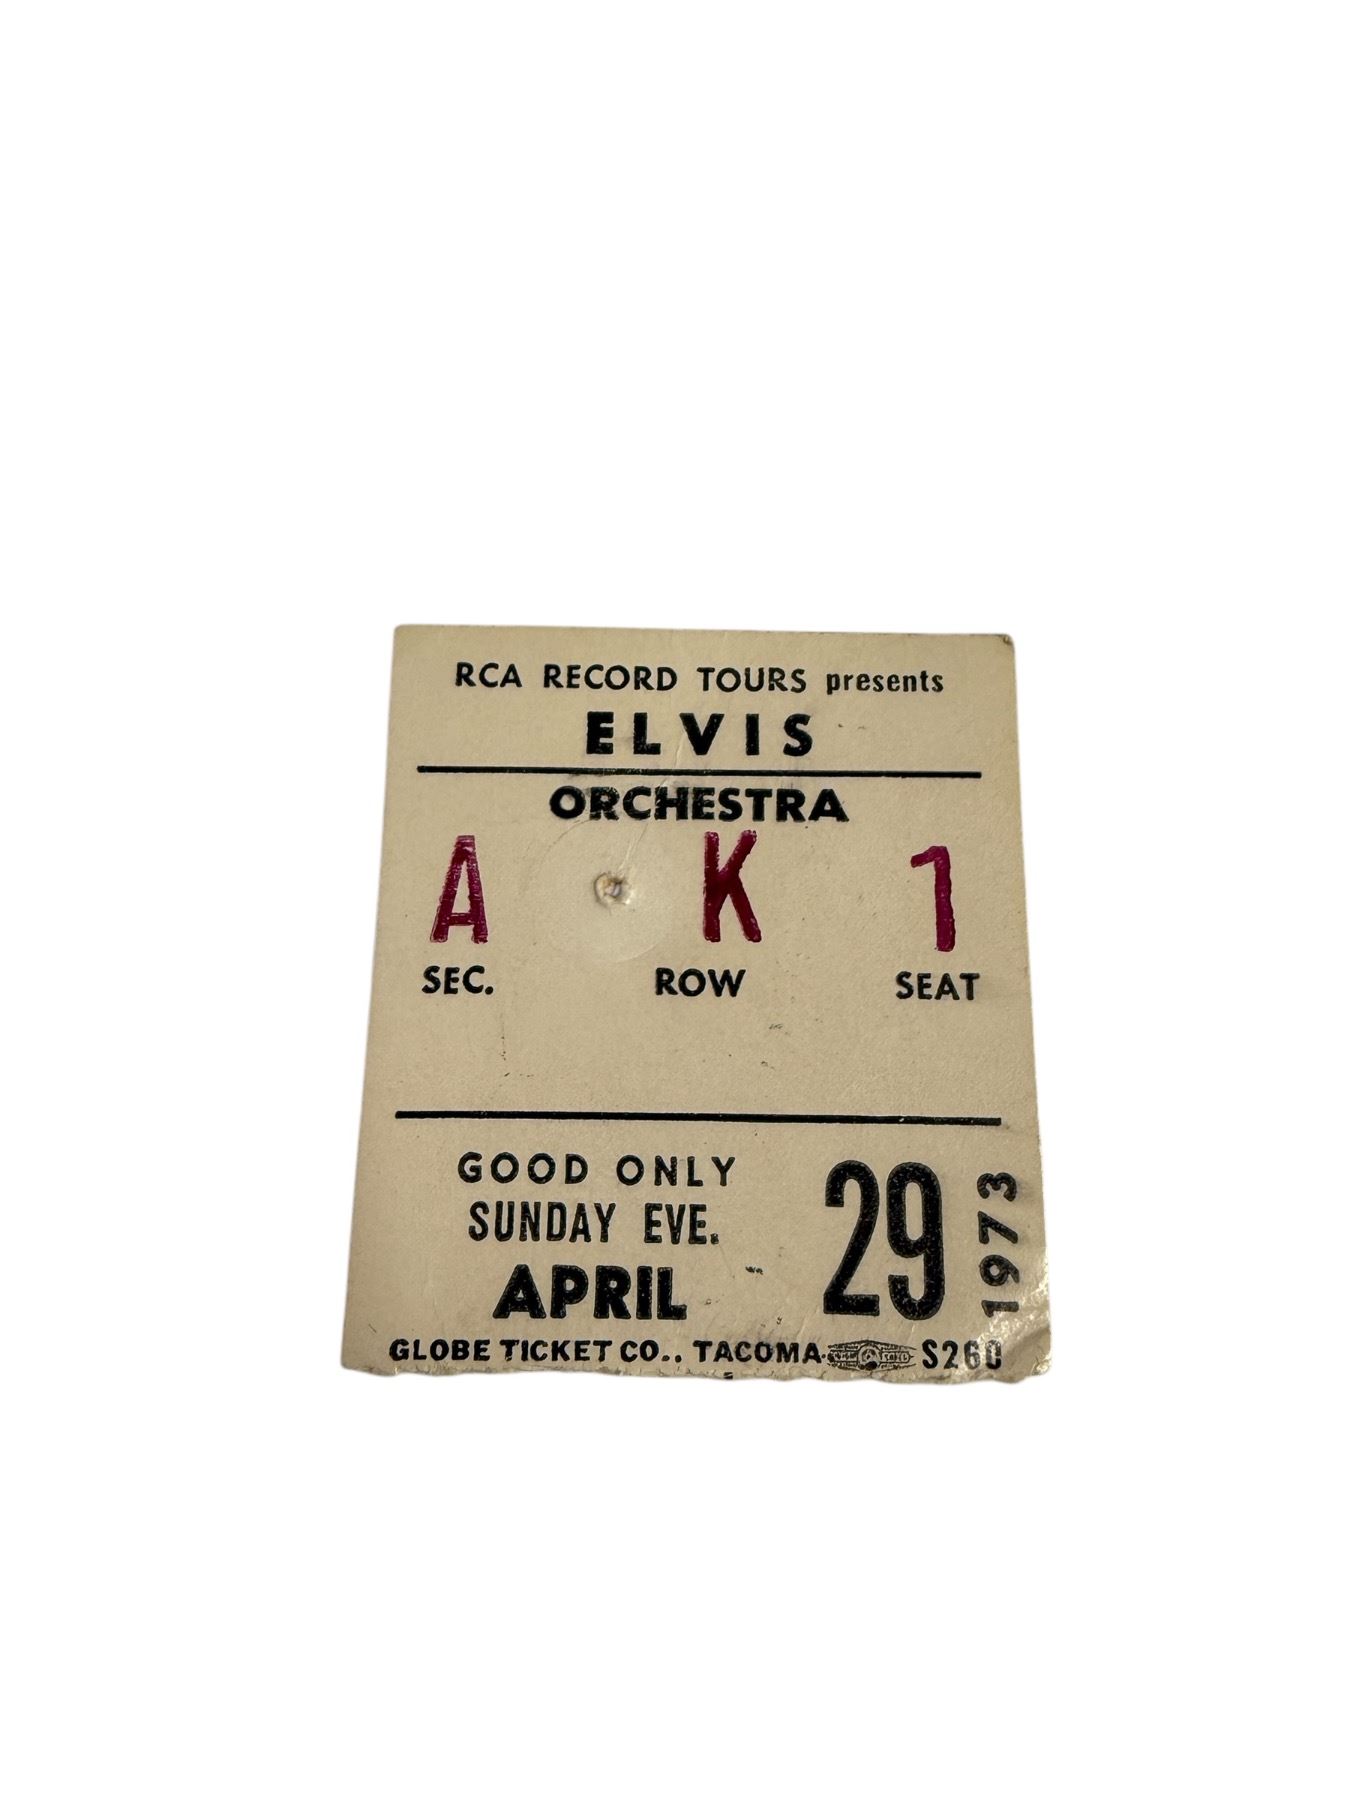 RCA RECORD TOURS presents
ELVIS
ORCHESTRA
A K 1
SEC. ROW SEAT
GOOD ONLY
SUNDAY EVE.
APRIL
29
1973
GLOBE TICKET CO., TACOMA S260